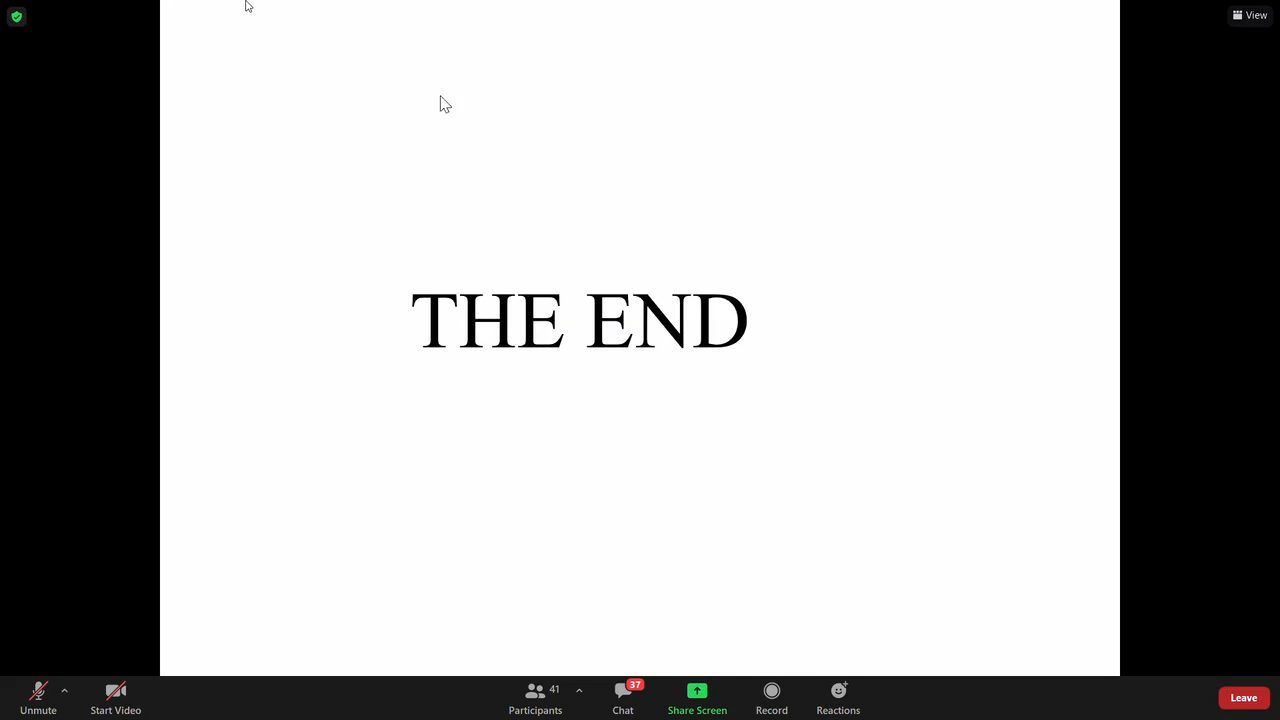 View
THE END
Unmute
Start Video
Participants
41
Chat
37
Share Screen
Record
Reactions
Leave